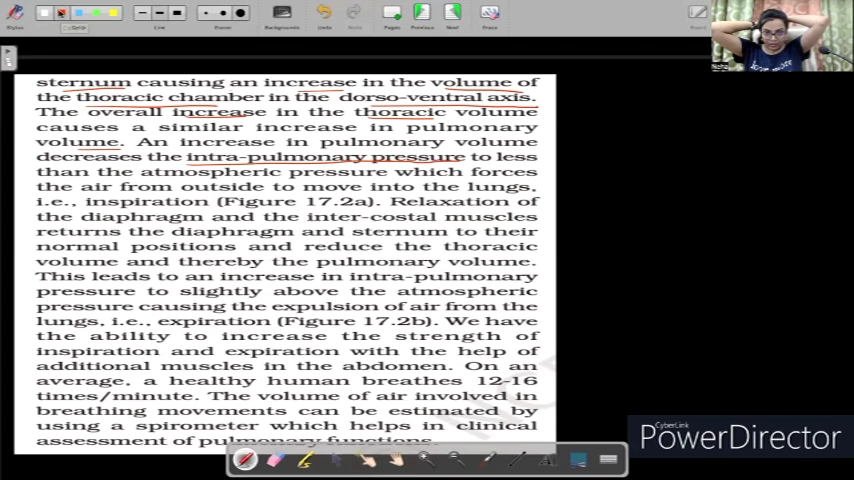 Stylus
Color
Line
Eraser
Backgrounds
Undo
Redo
Pages
Previous
Next
Neha
sternum causing an increase in the volume of
the thoracic chamber in the dorso-ventral axis.
The overall increase in the thoracic volume
causes a similar increase in pulmonary
volume. An increase in pulmonary volume
decreases the intra-pulmonary pressure to less
than the atmospheric pressure which forces
the air from outside to move into the lungs,
i.e., inspiration (Figure 17.2a). Relaxation of
the diaphragm and the inter-costal muscles
returns the diaphragm and sternum to their
normal positions and reduce the thoracic
volume and thereby the pulmonary volume.
This leads to an increase in intra-pulmonary
pressure to slightly above the atmospheric
pressure causing the expulsion of air from the
lungs, i.e., expiration (Figure 17.2b). We have
the ability to increase the strength of
inspiration and expiration with the help of
additional muscles in the abdomen. On an
average, a healthy human breathes 12-16
times/minute. The volume of air involved in
breathing movements can be estimated by
using a spirometer which helps in clinical
assessment of pulmonary functions.
CyberLink
PowerDirector